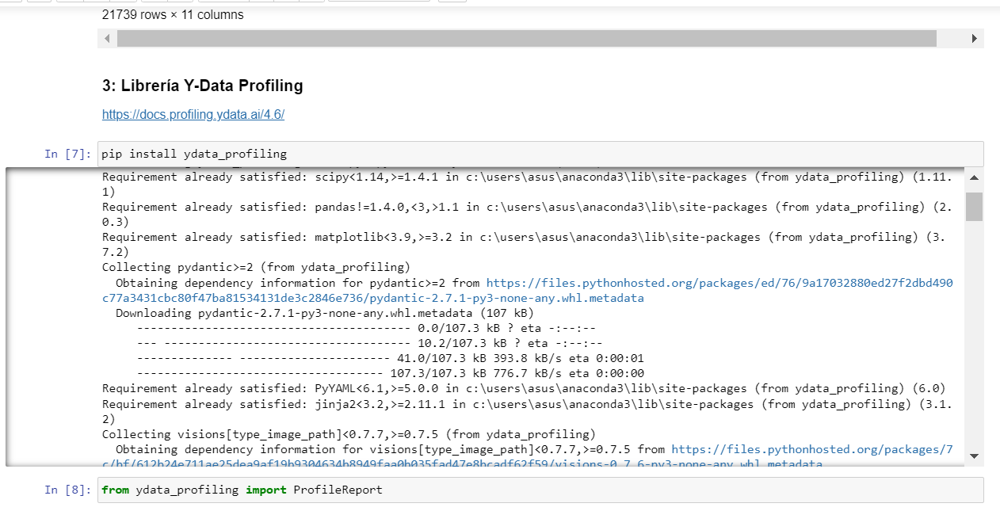 21739 rows × 11 columns
3: Librería Y-Data Profiling
https://docs.profiling.ydata.ai/4.6/
In [7]: pip install ydata_profiling
Requirement already satisfied: scipy<1.14,>=1.4.1 in c:\users\asus\anaconda3\lib\site-packages (from ydata_profiling) (1.11.
1)
Requirement already satisfied: pandas!=1.4.0,<3,>1.1 in c:\users\asus\anaconda3\lib\site-packages (from ydata_profiling) (2.
0.3)
Requirement already satisfied: matplotlib<3.9,>=3.2 in c:\users\asus\anaconda3\lib\site-packages (from ydata_profiling) (3.
7.2)
Collecting pydantic>=2 (from ydata_profiling)
  Obtaining dependency information for pydantic>=2 from https://files.pythonhosted.org/packages/ed/76/9a17032880ed27f2dbd490
c77a3431cbc80f47ba81534131de3c2846e736/pydantic-2.7.1-py3-none-any.whl.metadata
  Downloading pydantic-2.7.1-py3-none-any.whl.metadata (107 kB)
     ---------------------------------------- 0.0/107.3 kB ? eta -:--:--
     --- ------------------------------------ 10.2/107.3 kB ? eta -:--:--
     -------------- ---------------------- 41.0/107.3 kB 393.8 kB/s eta 0:00:01
     ------------------------------------ 107.3/107.3 kB 776.7 kB/s eta 0:00:00
Requirement already satisfied: PyYAML<6.1,>=5.0.0 in c:\users\asus\anaconda3\lib\site-packages (from ydata_profiling) (6.0)
Requirement already satisfied: jinja2<3.2,>=2.11.1 in c:\users\asus\anaconda3\lib\site-packages (from ydata_profiling) (3.1.
2)
Collecting visions[type_image_path]<0.7.7,>=0.7.5 (from ydata_profiling)
  Obtaining dependency information for visions[type_image_path]<0.7.7,>=0.7.5 from https://files.pythonhosted.org/packages/7
c/bf/612b24e711ae25dea9af19b9304634b8949faa0b035fad47e8bcadf62f59/visions-0.7.6-py3-none-any.whl.metadata
In [8]: from ydata_profiling import ProfileReport